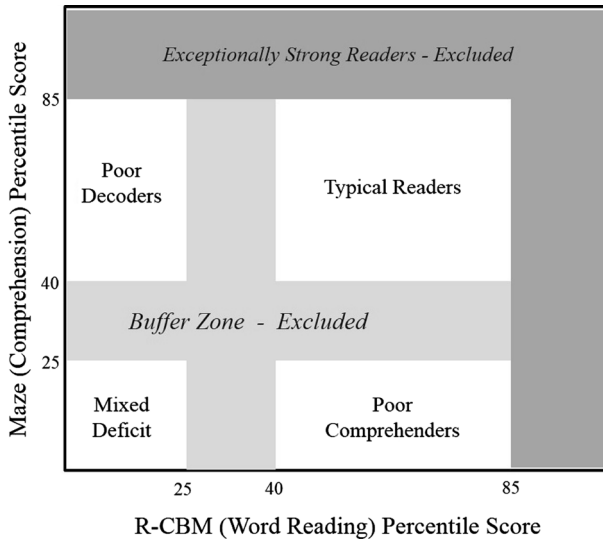 Exceptionally Strong Readers - Excluded
85
Poor
Decoders
Typical Readers
40
Buffer Zone - Excluded
25
Mixed
Deficit
Poor
Comprehenders
25
40
85
R-CBM (Word Reading) Percentile Score
Maze (Comprehension) Percentile Score